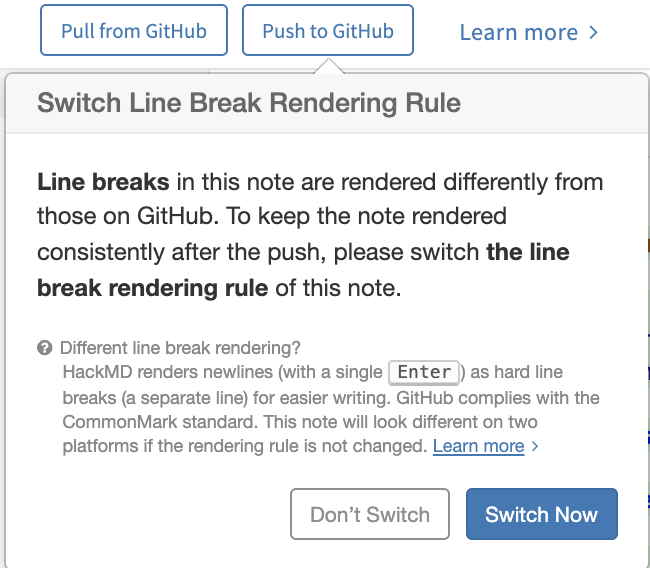 Pull from GitHub Push to GitHub Learn more >
Switch Line Break Rendering Rule
Line breaks in this note are rendered differently from
those on GitHub. To keep the note rendered
consistently after the push, please switch the line
break rendering rule of this note.
? Different line break rendering?
HackMD renders newlines (with a single Enter) as hard line
breaks (a separate line) for easier writing. GitHub complies with the
CommonMark standard. This note will look different on two
platforms if the rendering rule is not changed. Learn more >
Don’t Switch Switch Now